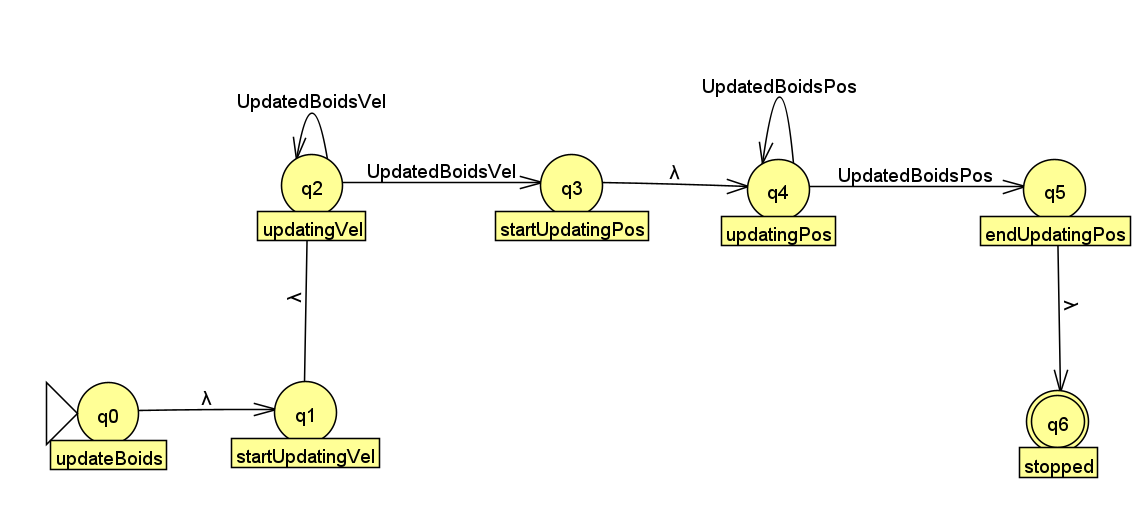 UpdatedBoidsPos
UpdatedBoidsVel
q2
UpdatedBoidsVel
q3
λ
q4
UpdatedBoidsPos
q5
updatingVel
startUpdatingPos
updatingPos
endUpdatingPos
λ
λ
q0
λ
q1
q6
updateBoids
startUpdatingVel
stopped